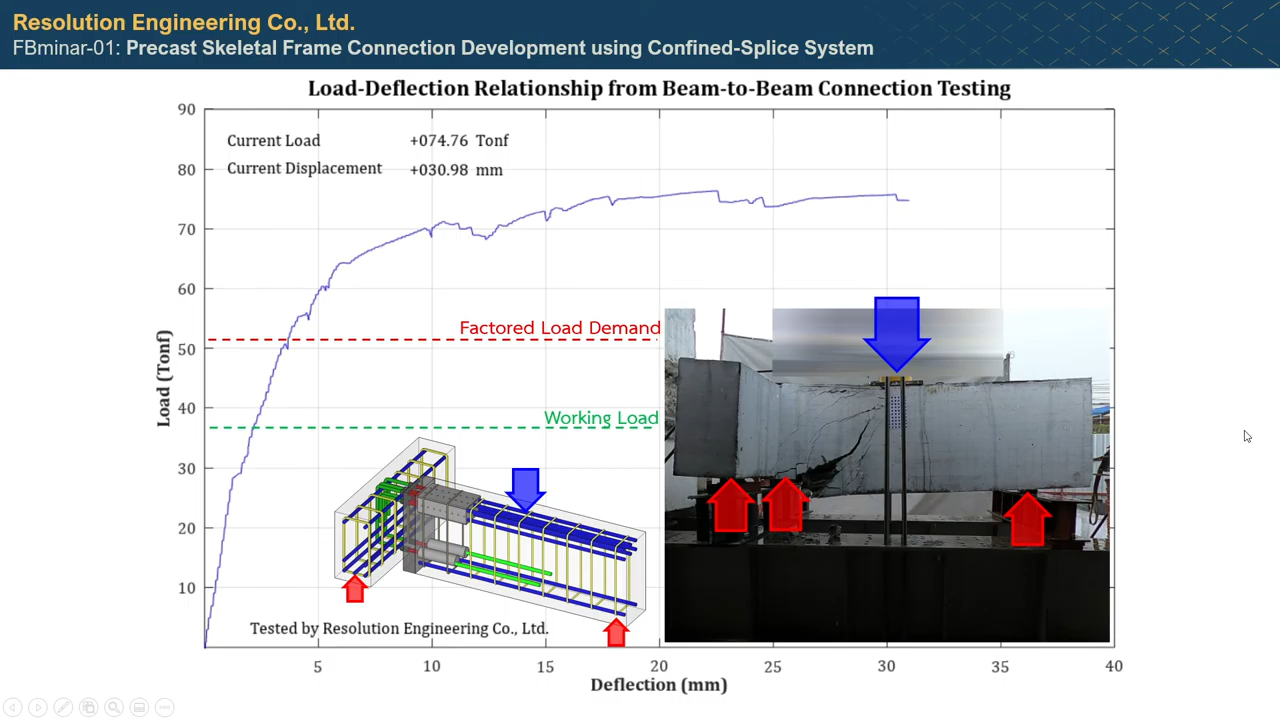 Resolution Engineering Co., Ltd.
FBminar-01: Precast Skeletal Frame Connection Development using Confined-Splice System
Load-Deflection Relationship from Beam-to-Beam Connection Testing
90
80
70
60
50
40
30
20
10
Load (Tonf)
Current Load +074.76 Tonf
Current Displacement +030.98 mm
Factored Load Demand
Working Load
Tested by Resolution Engineering Co., Ltd.
5 10 15 20 25 30 35 40
Deflection (mm)